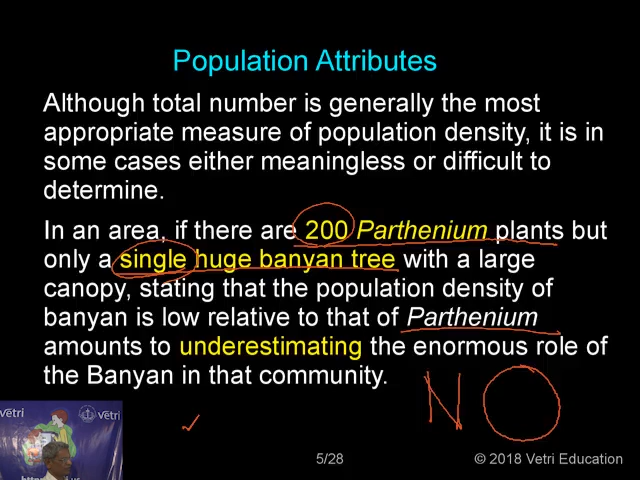 Population Attributes
Although total number is generally the most
appropriate measure of population density, it is in
some cases either meaningless or difficult to
determine.
In an area, if there are 200 Parthenium plants but
only a single huge banyan tree with a large
canopy, stating that the population density of
banyan is low relative to that of Parthenium
amounts to underestimating the enormous role of
the Banyan in that community.
NO
vetri
vetri
5/28
© 2018 Vetri Education